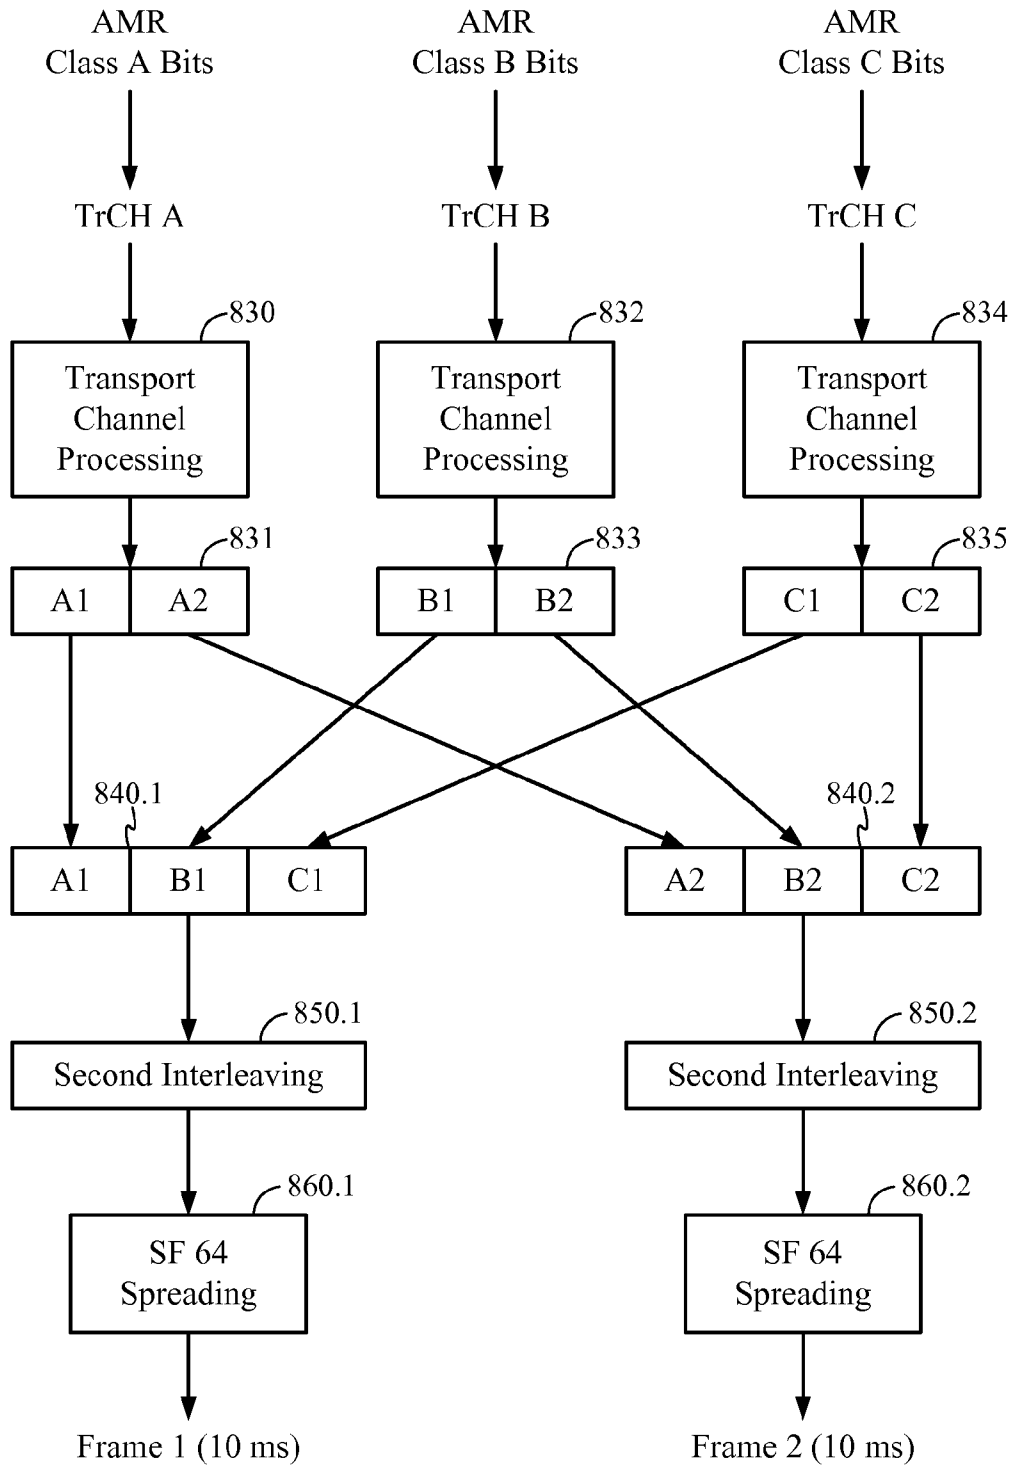 AMR
Class A Bits
AMR
Class B Bits
AMR
Class C Bits
TrCH A
TrCH B
TrCH C
830
832
834
Transport
Channel
Processing
Transport
Channel
Processing
Transport
Channel
Processing
831
833
835
A1
A2
B1
B2
C1
C2
840.1
840.2
A1
B1
C1
A2
B2
C2
850.1
850.2
Second Interleaving
Second Interleaving
860.1
860.2
SF 64
Spreading
SF 64
Spreading
Frame 1 (10 ms)
Frame 2 (10 ms)